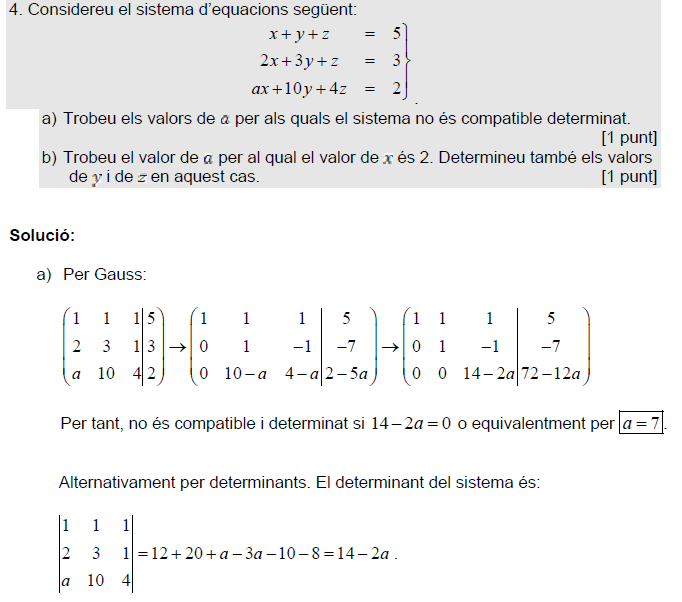 4. Considereu el sistema d'equacions següent:
x + y + z = 5
2x + 3y + z = 3
ax + 10y + 4z = 2 .
a) Trobeu els valors de a per als quals el sistema no és compatible determinat.
[1 punt]
b) Trobeu el valor de a per al qual el valor de x és 2. Determineu també els valors
de y i de z en aquest cas. [1 punt]
Solució:
a) Per Gauss:
( 1 1 1 | 5 ) ( 1 1 1 | 5 ) ( 1 1 1 | 5 )
( 2 3 1 | 3 ) → ( 0 1 −1 | −7 ) → ( 0 1 −1 | −7 )
( a 10 4 | 2 ) ( 0 10 − a 4 − a | 2 − 5a ) ( 0 0 14 − 2a | 72 − 12a )
Per tant, no és compatible i determinat si 14 − 2a = 0 o equivalentment per a = 7 .
Alternativament per determinants. El determinant del sistema és:
| 1 1 1 |
| 2 3 1 | = 12 + 20 + a − 3a − 10 − 8 = 14 − 2a .
| a 10 4 |